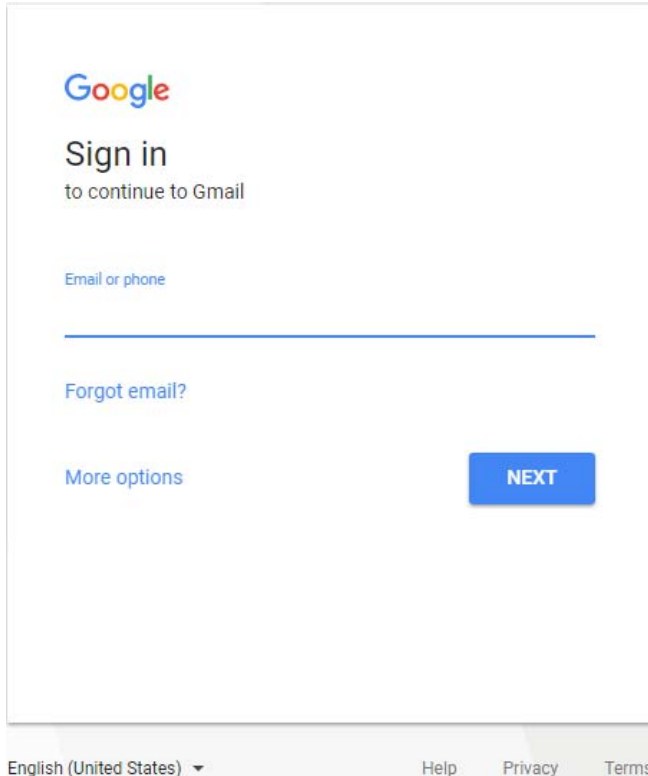 Google
Sign in
to continue to Gmail
Email or phone
Forgot email?
More options
NEXT
English (United States)
Help Privacy Terms